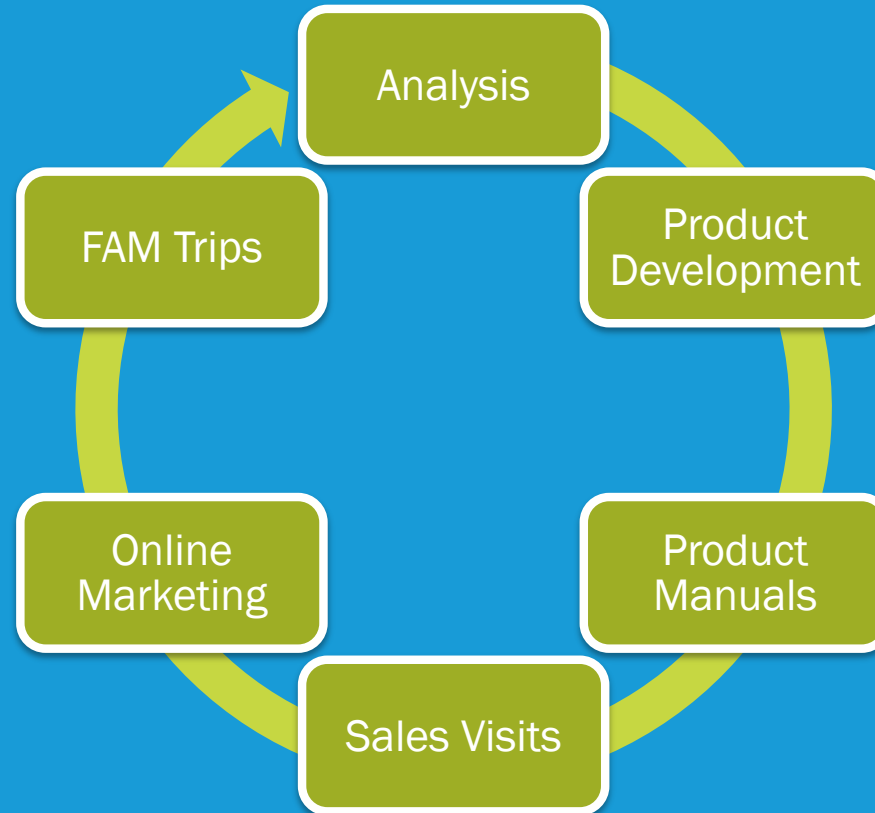 Analysis
Product
Development
Product
Manuals
Sales Visits
Online
Marketing
FAM Trips